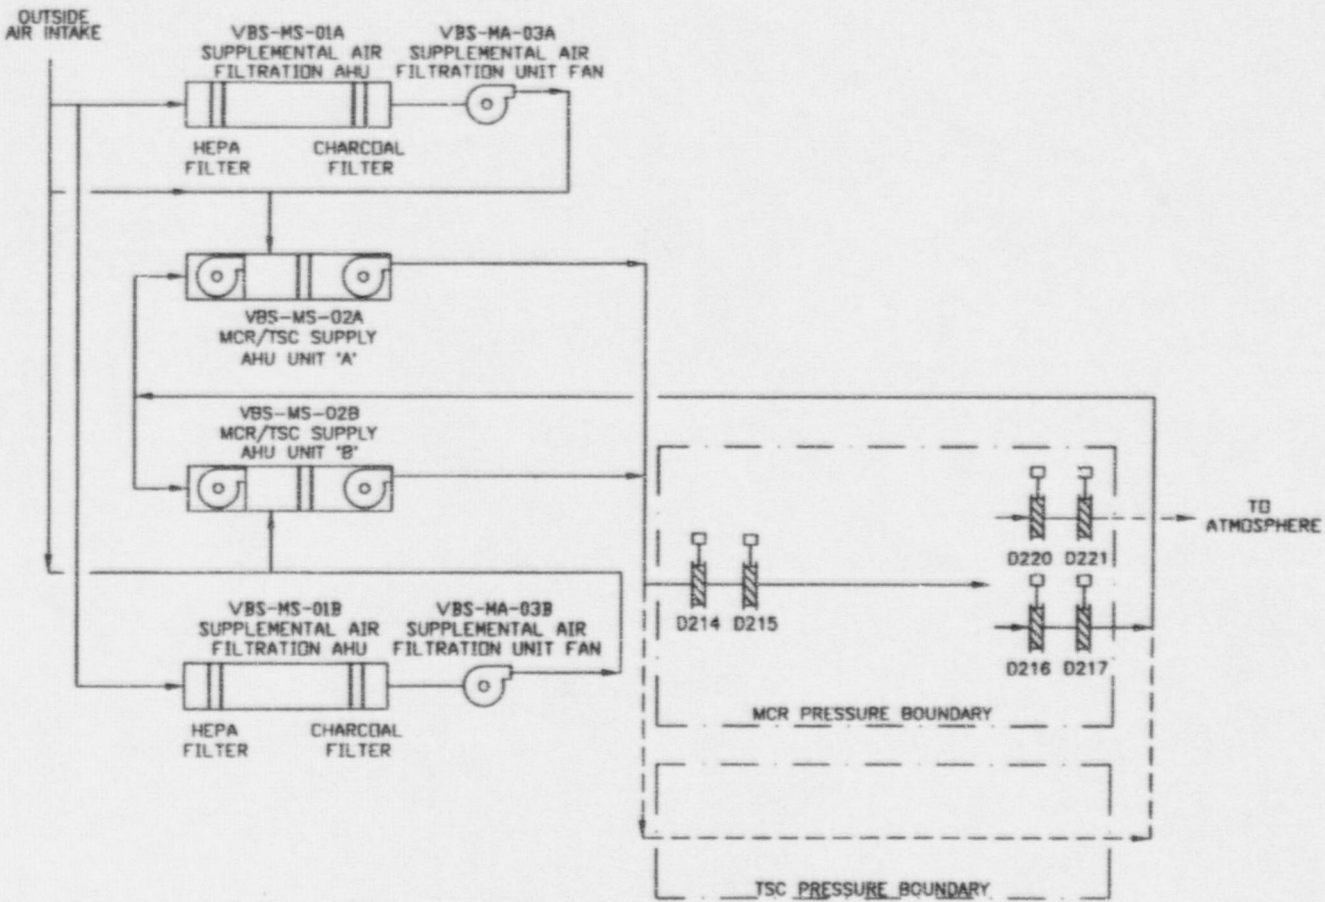 OUTSIDE
AIR INTAKE
VBS-MS-01A
SUPPLEMENTAL AIR
FILTRATION AHU
VBS-MA-03A
SUPPLEMENTAL AIR
FILTRATION UNIT FAN
HEPA
FILTER
CHARCOAL
FILTER
VBS-MS-02A
MCR/TSC SUPPLY
AHU UNIT "A"
VBS-MS-02B
MCR/TSC SUPPLY
AHU UNIT "B"
TO
ATMOSPHERE
D220 D221
D214 D215
D216 D217
VBS-MS-01B
SUPPLEMENTAL AIR
FILTRATION AHU
VBS-MA-03B
SUPPLEMENTAL AIR
FILTRATION UNIT FAN
HEPA
FILTER
CHARCOAL
FILTER
MCR PRESSURE BOUNDARY
TSC PRESSURE BOUNDARY